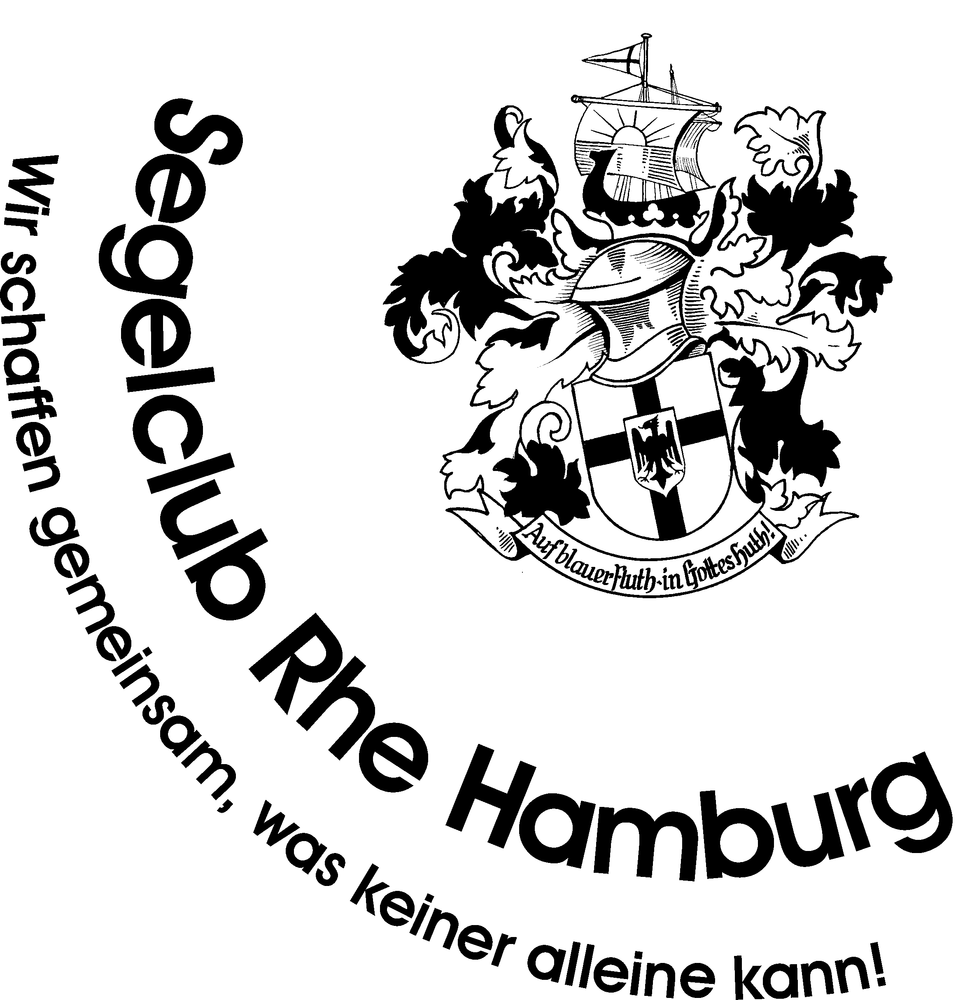 Auf blauer Fluth · in Gottes Huth!
Segelclub Rhe Hamburg
Wir schaffen gemeinsam, was keiner alleine kann!